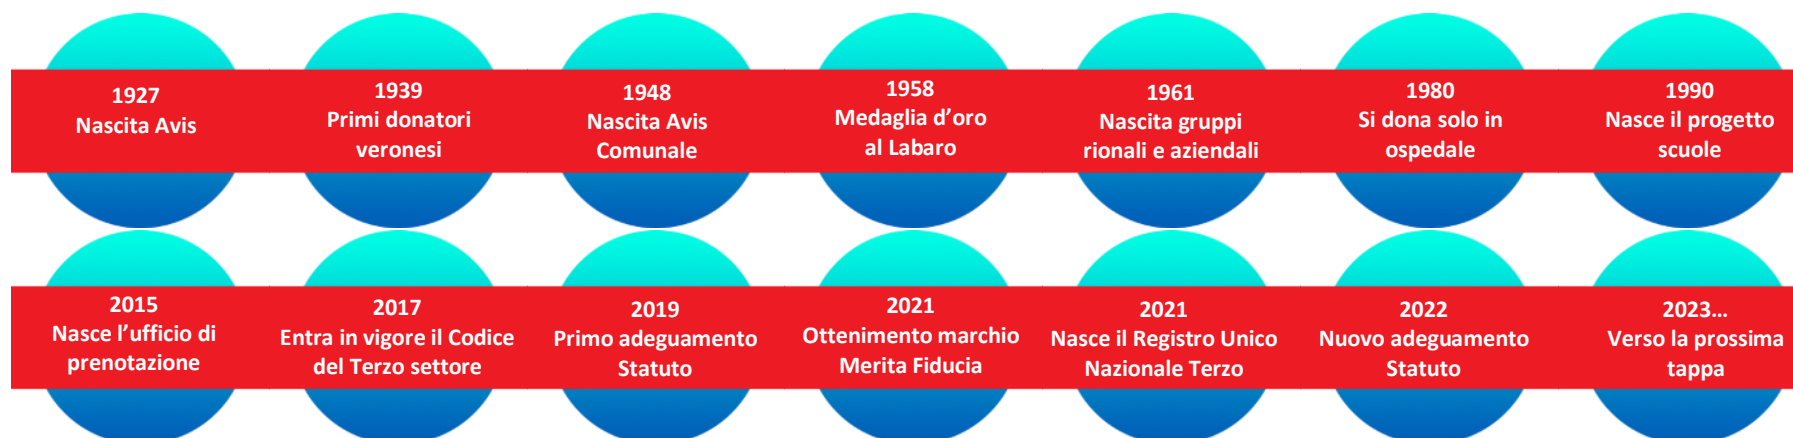 1927
Nascita Avis
1939
Primi donatori
veronesi
1948
Nascita Avis
Comunale
1958
Medaglia d’oro
al Labaro
1961
Nascita gruppi
rionali e aziendali
1980
Si dona solo in
ospedale
1990
Nasce il progetto
scuole
2015
Nasce l’ufficio di
prenotazione
2017
Entra in vigore il Codice
del Terzo settore
2019
Primo adeguamento
Statuto
2021
Ottenimento marchio
Merita Fiducia
2021
Nasce il Registro Unico
Nazionale Terzo
2022
Nuovo adeguamento
Statuto
2023…
Verso la prossima
tappa